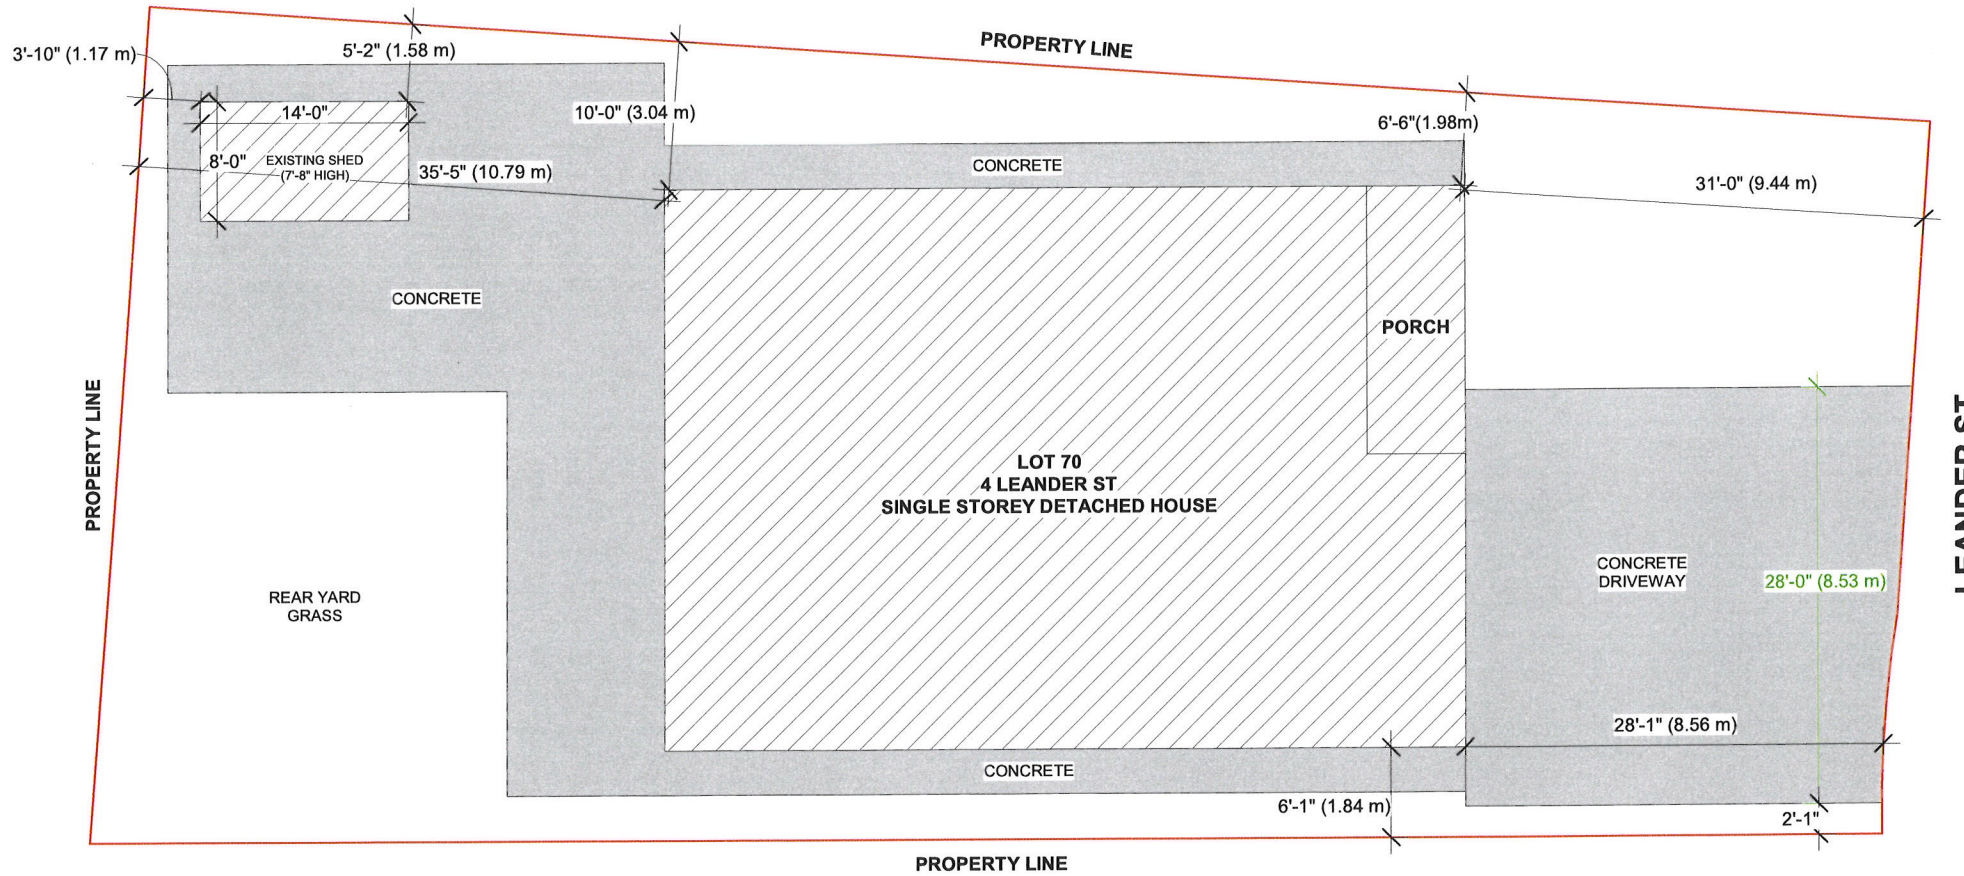 PROPERTY LINE
3'-10" (1.17 m)
5'-2" (1.58 m)
14'-0"
10'-0" (3.04 m)
6'-6"(1.98m)
8'-0"
EXISTING SHED
(7'-8" HIGH)
35'-5" (10.79 m)
CONCRETE
31'-0" (9.44 m)
CONCRETE
PORCH
PROPERTY LINE
LEANDER ST
LOT 70
4 LEANDER ST
SINGLE STOREY DETACHED HOUSE
CONCRETE
DRIVEWAY
28'-0" (8.53 m)
REAR YARD
GRASS
28'-1" (8.56 m)
CONCRETE
6'-1" (1.84 m)
2'-1"
PROPERTY LINE